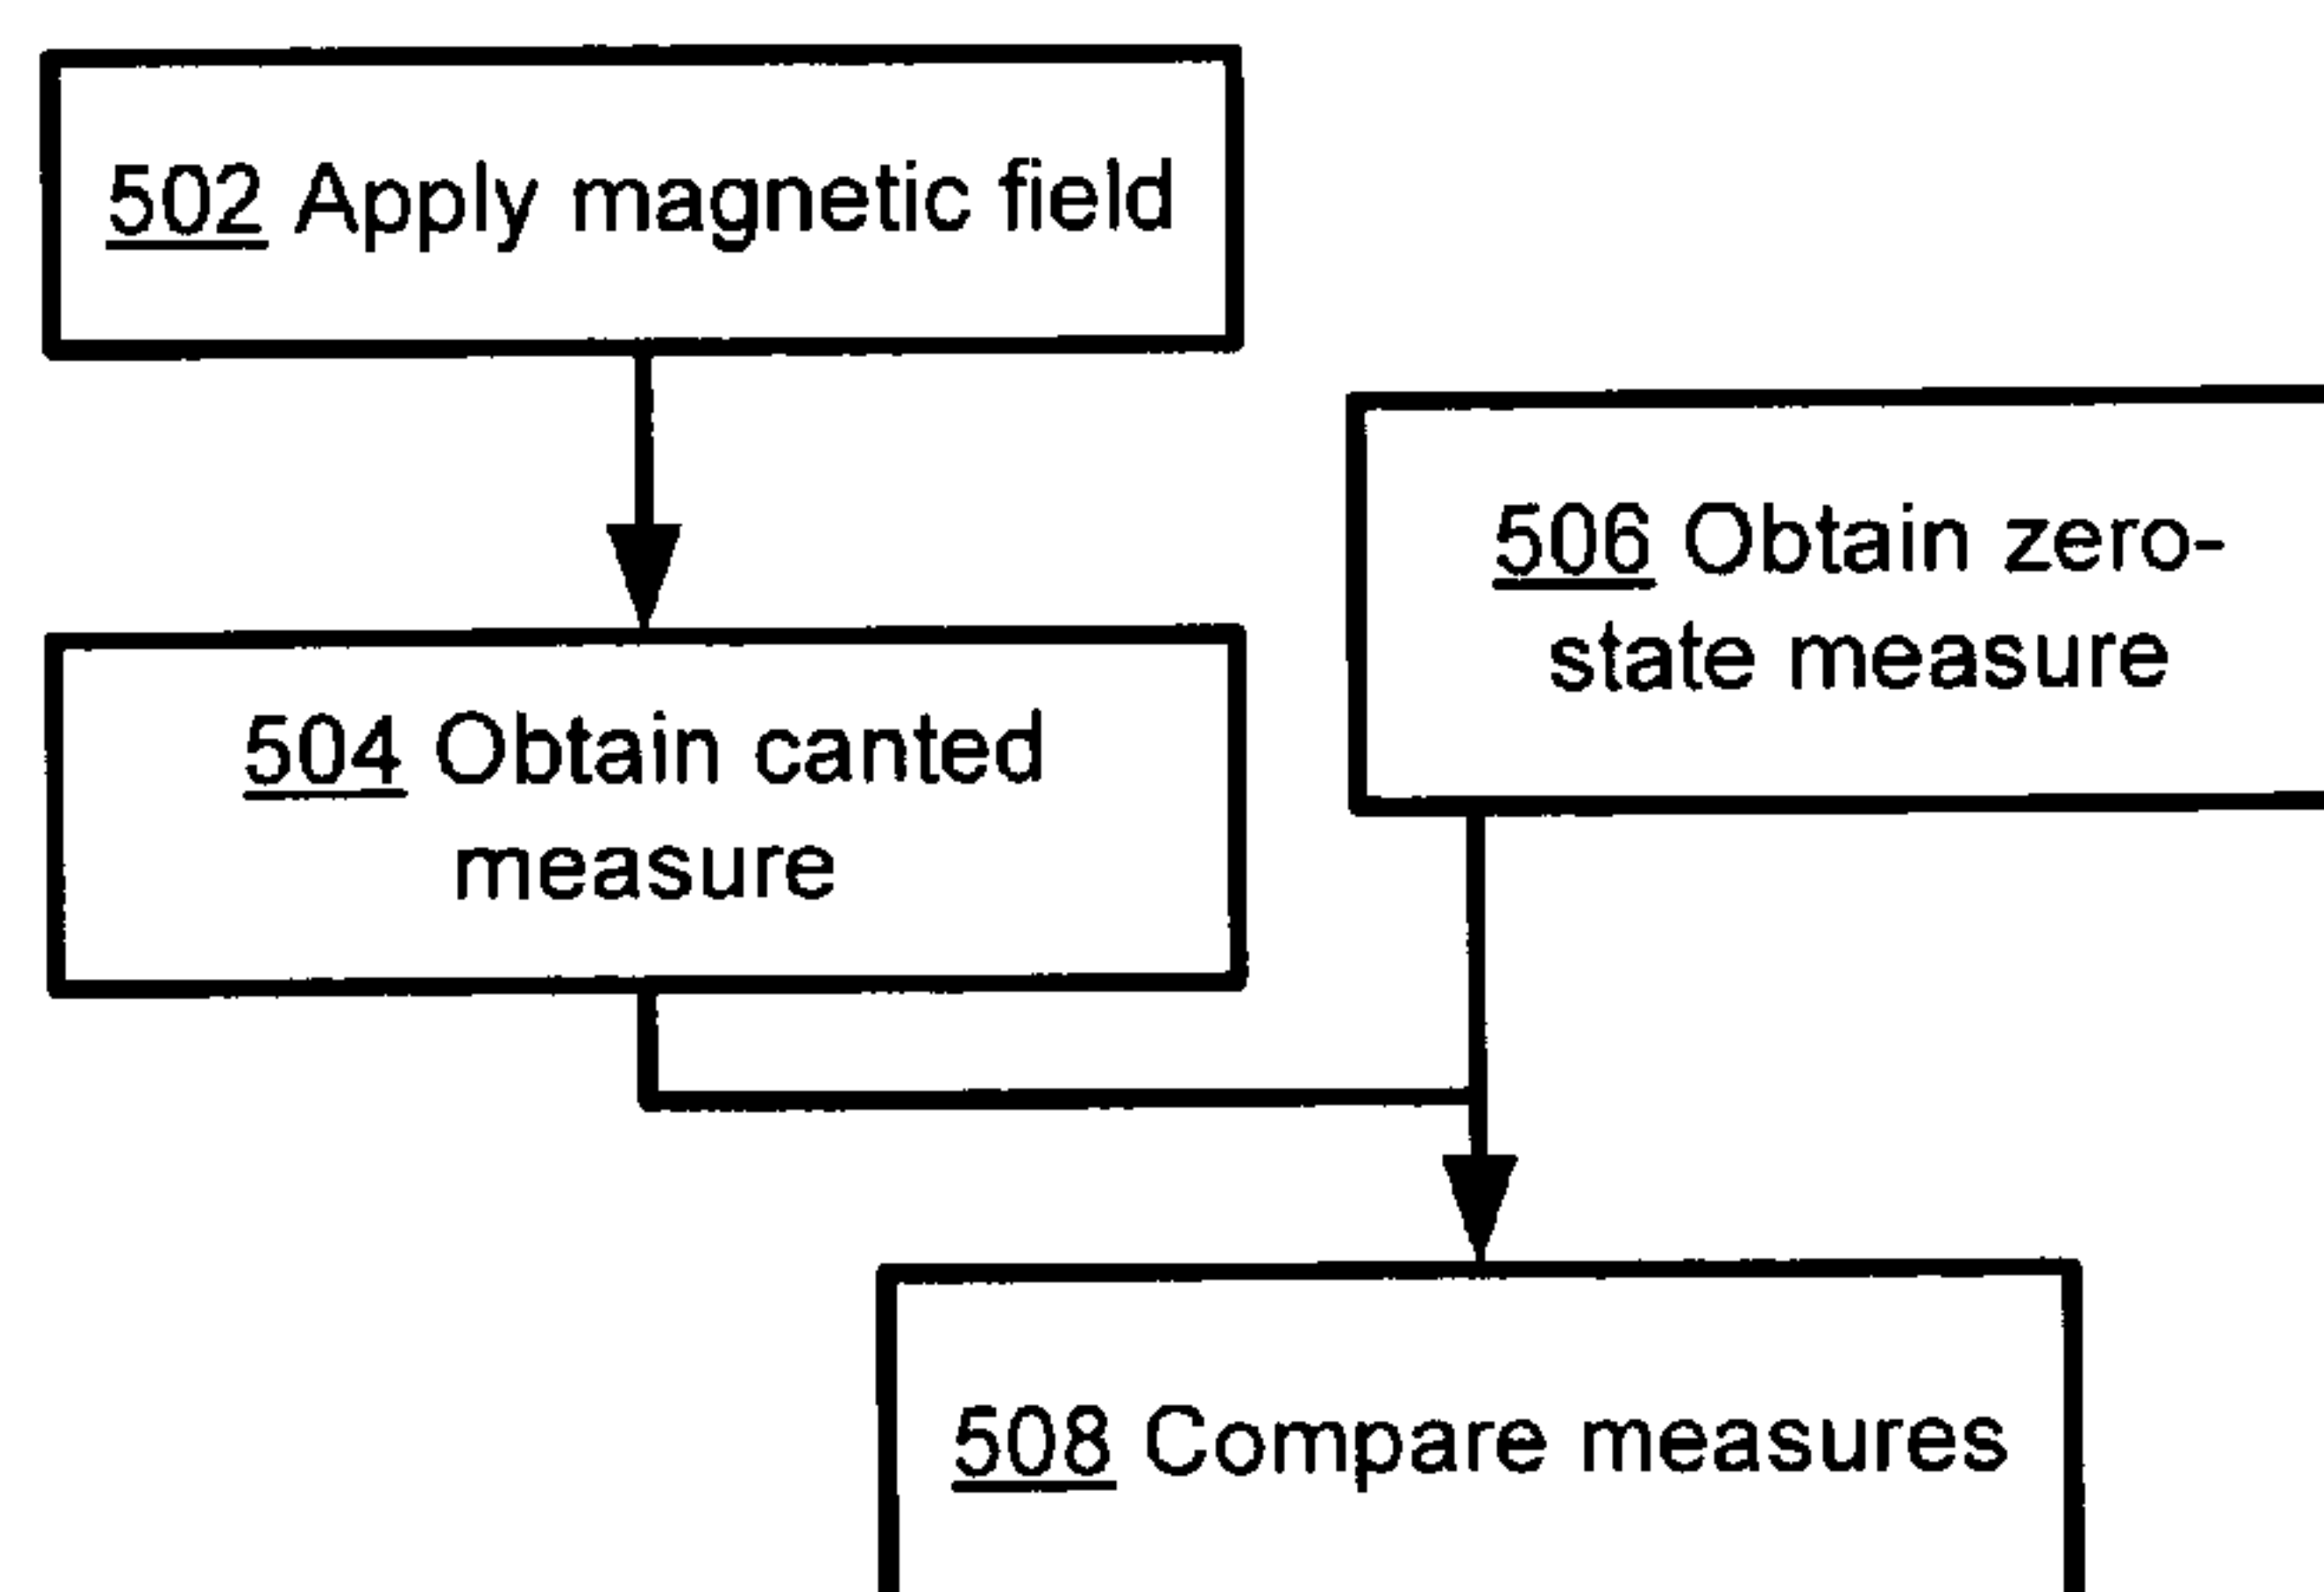 502 Apply magnetic field
504 Obtain canted
measure
506 Obtain zero-
state measure
508 Compare measures